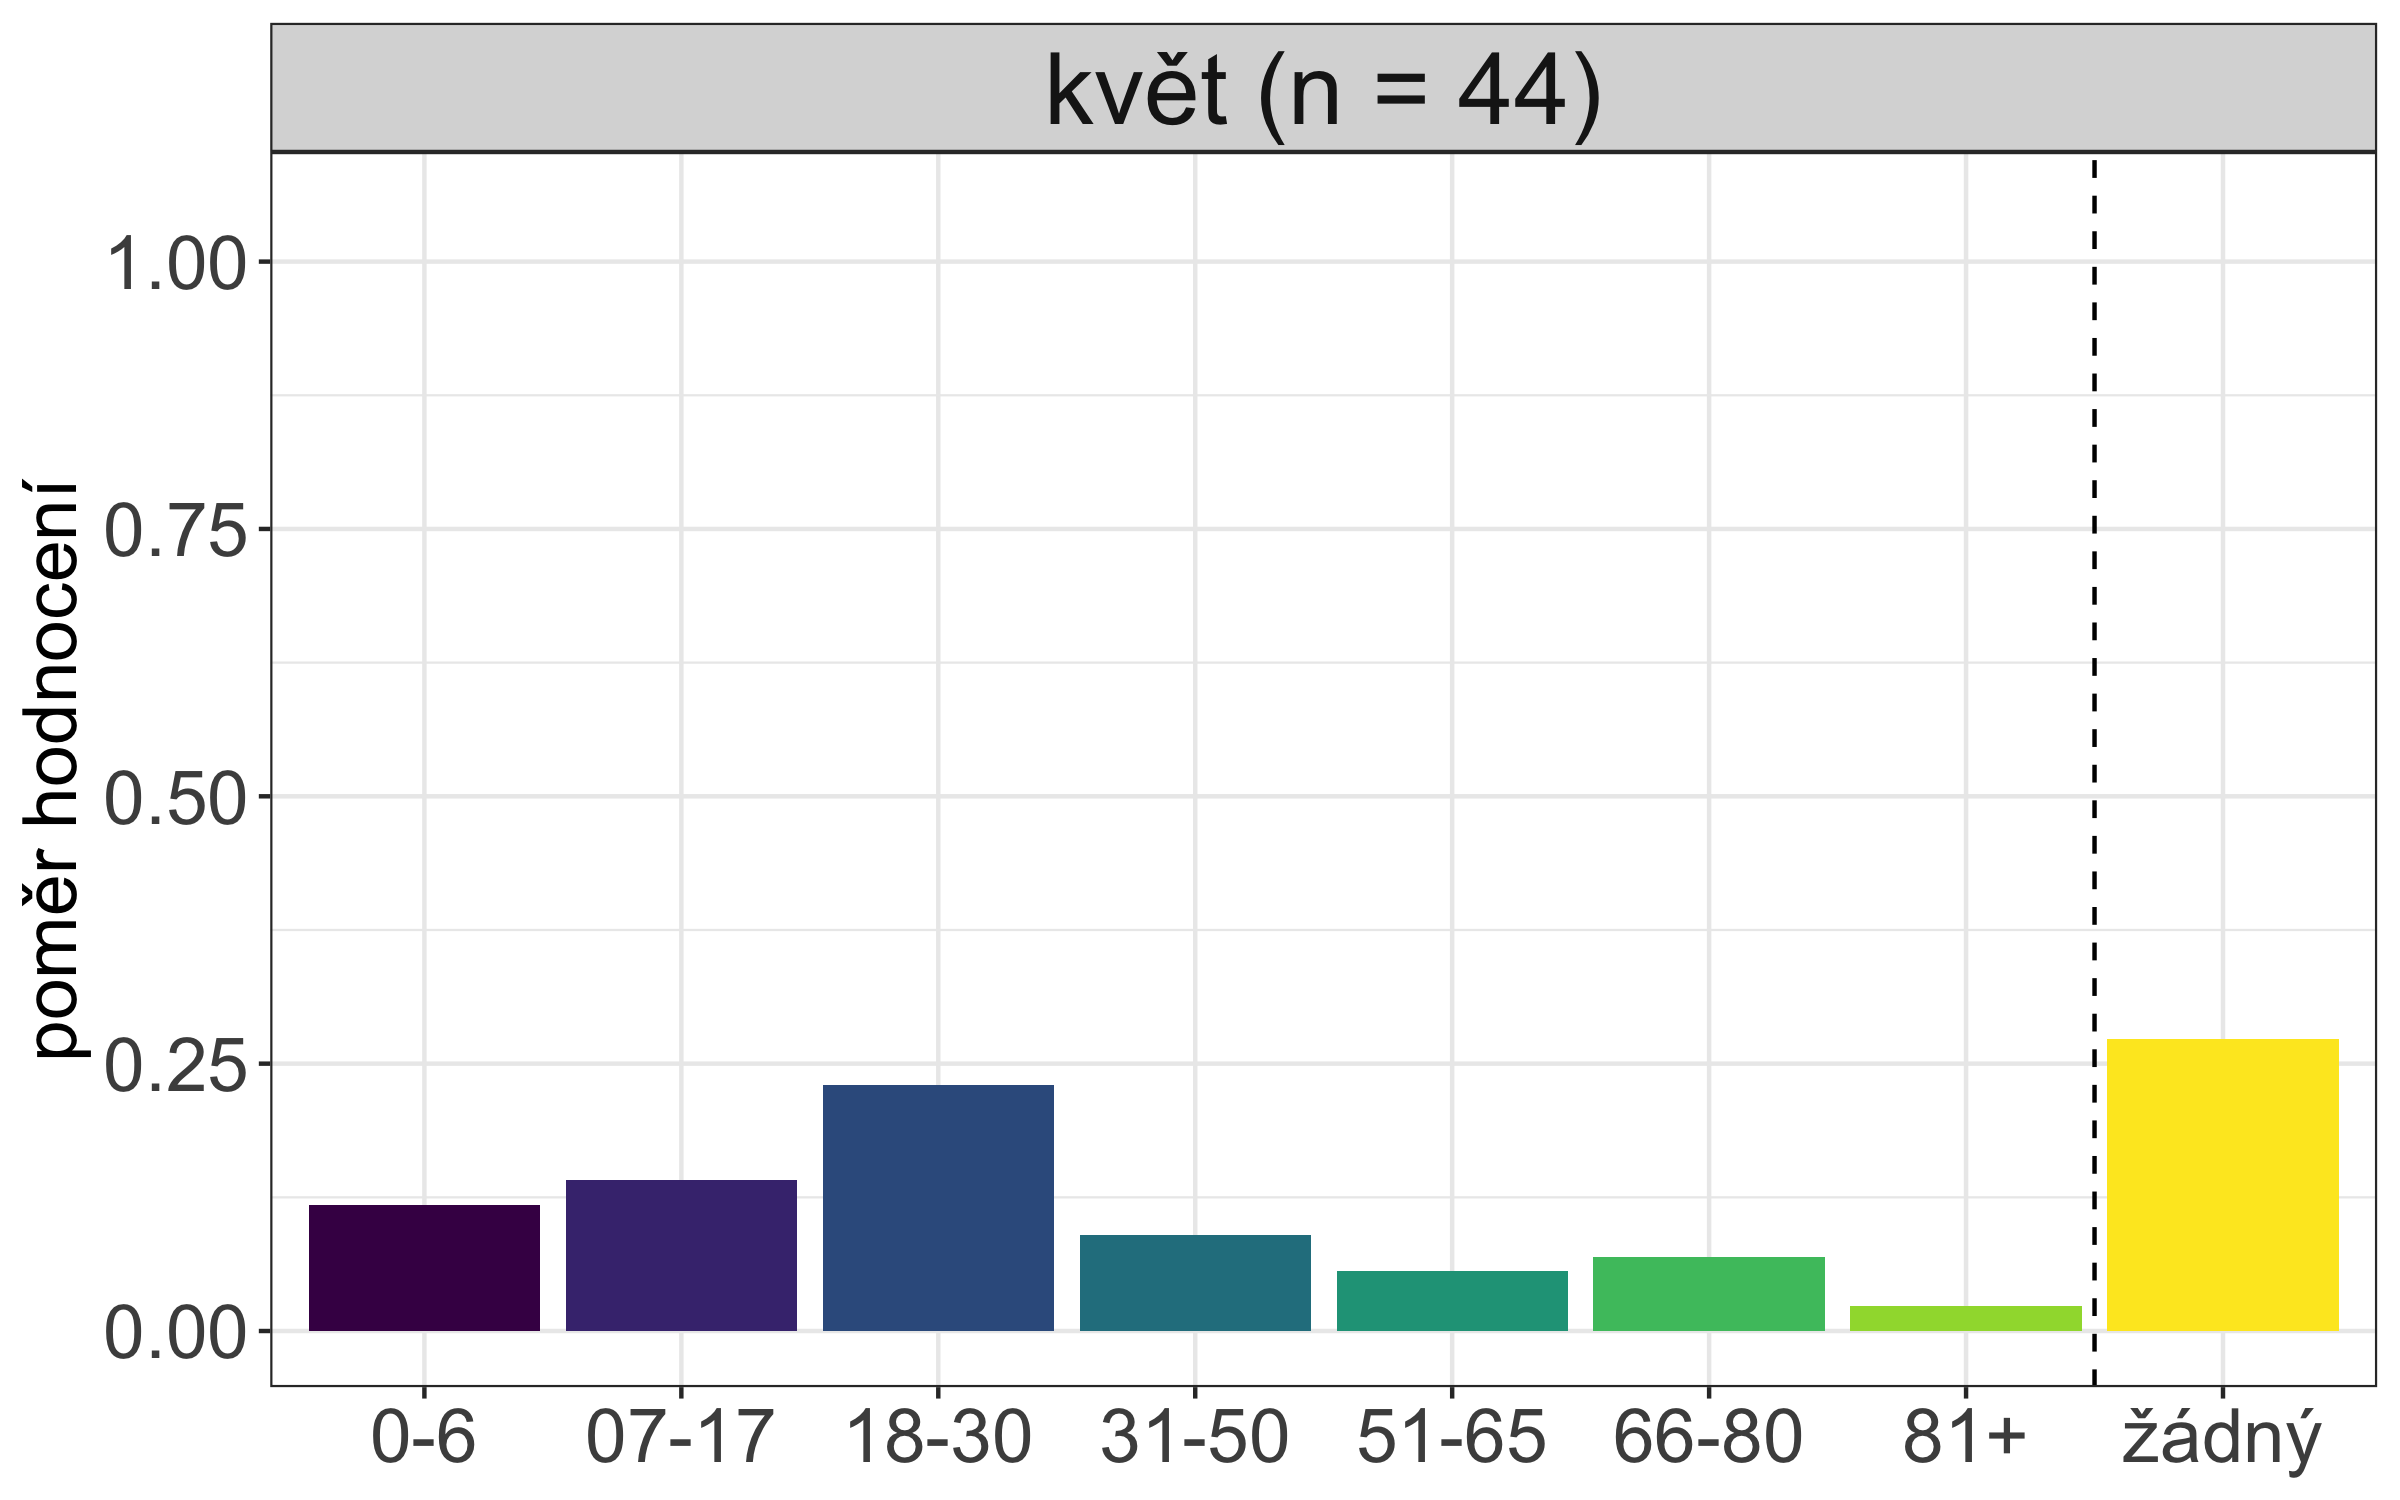 květ (n = 44)
poměr hodnocení
1.00
0.75
0.50
0.25
0.00
0-6 07-17 18-30 31-50 51-65 66-80 81+ žádný